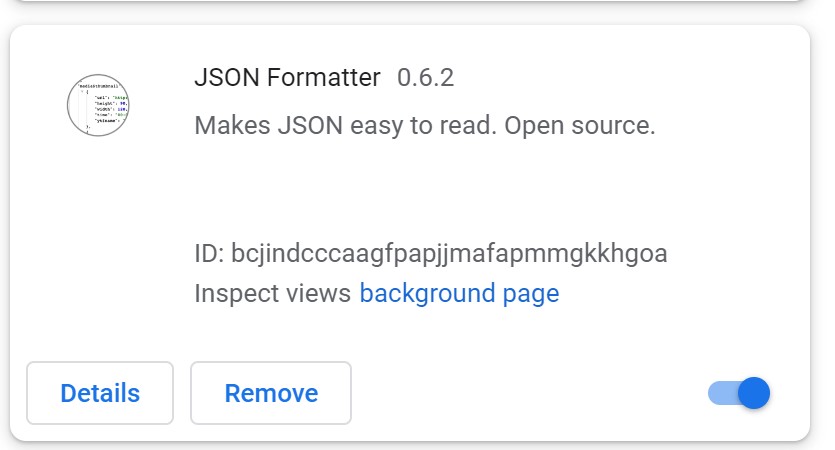 JSON Formatter 0.6.2
Makes JSON easy to read. Open source.
ID: bcjindcccaagfpapjjmafapmmgkkhgoa
Inspect views background page
Details Remove